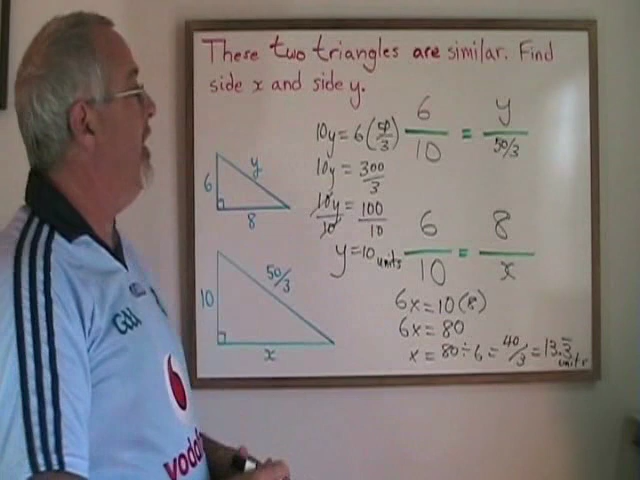 These two triangles are similar. Find
side x and side y.
6
y
8
10
50/3
x
10y = 6(50/3)
10y = 300/3
10y/10 = 100/10
y = 10 units
6/10 = y/50/3
6/10 = 8/x
6x = 10(8)
6x = 80
x = 80 ÷ 6 = 40/3 = 13.3̅ units
GAA
vodaf